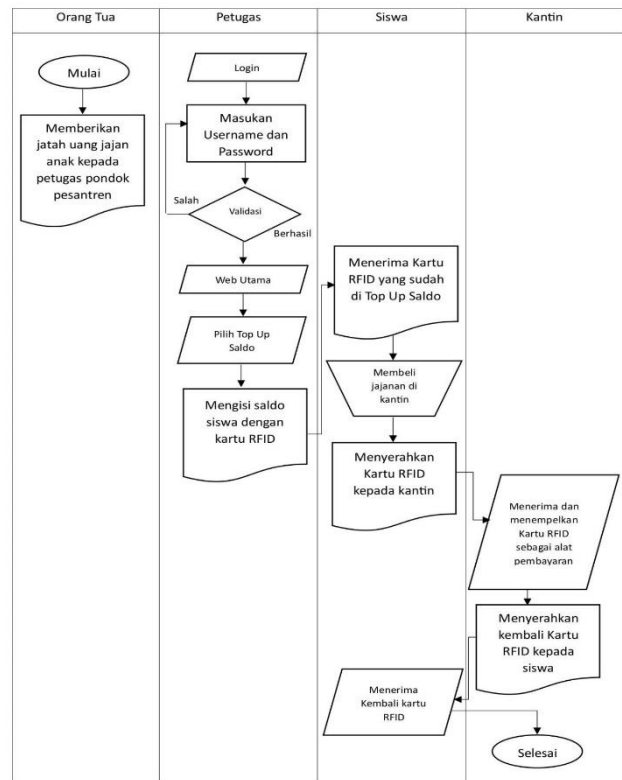 Orang Tua
Petugas
Siswa
Kantin
Mulai
Memberikan
jatah uang jajan
anak kepada
petugas pondok
pesantren
Login
Masukan
Username dan
Password
Salah
Validasi
Berhasil
Web Utama
Pilih Top Up
Saldo
Mengisi saldo
siswa dengan
kartu RFID
Menerima Kartu
RFID yang sudah
di Top Up Saldo
Membeli
jajanan di
kantin
Menyerahkan
Kartu RFID
kepada kantin
Menerima dan
menempelkan
Kartu RFID
sebagai alat
pembayaran
Menyerahkan
kembali Kartu
RFID kepada
siswa
Menerima
Kembali kartu
RFID
Selesai